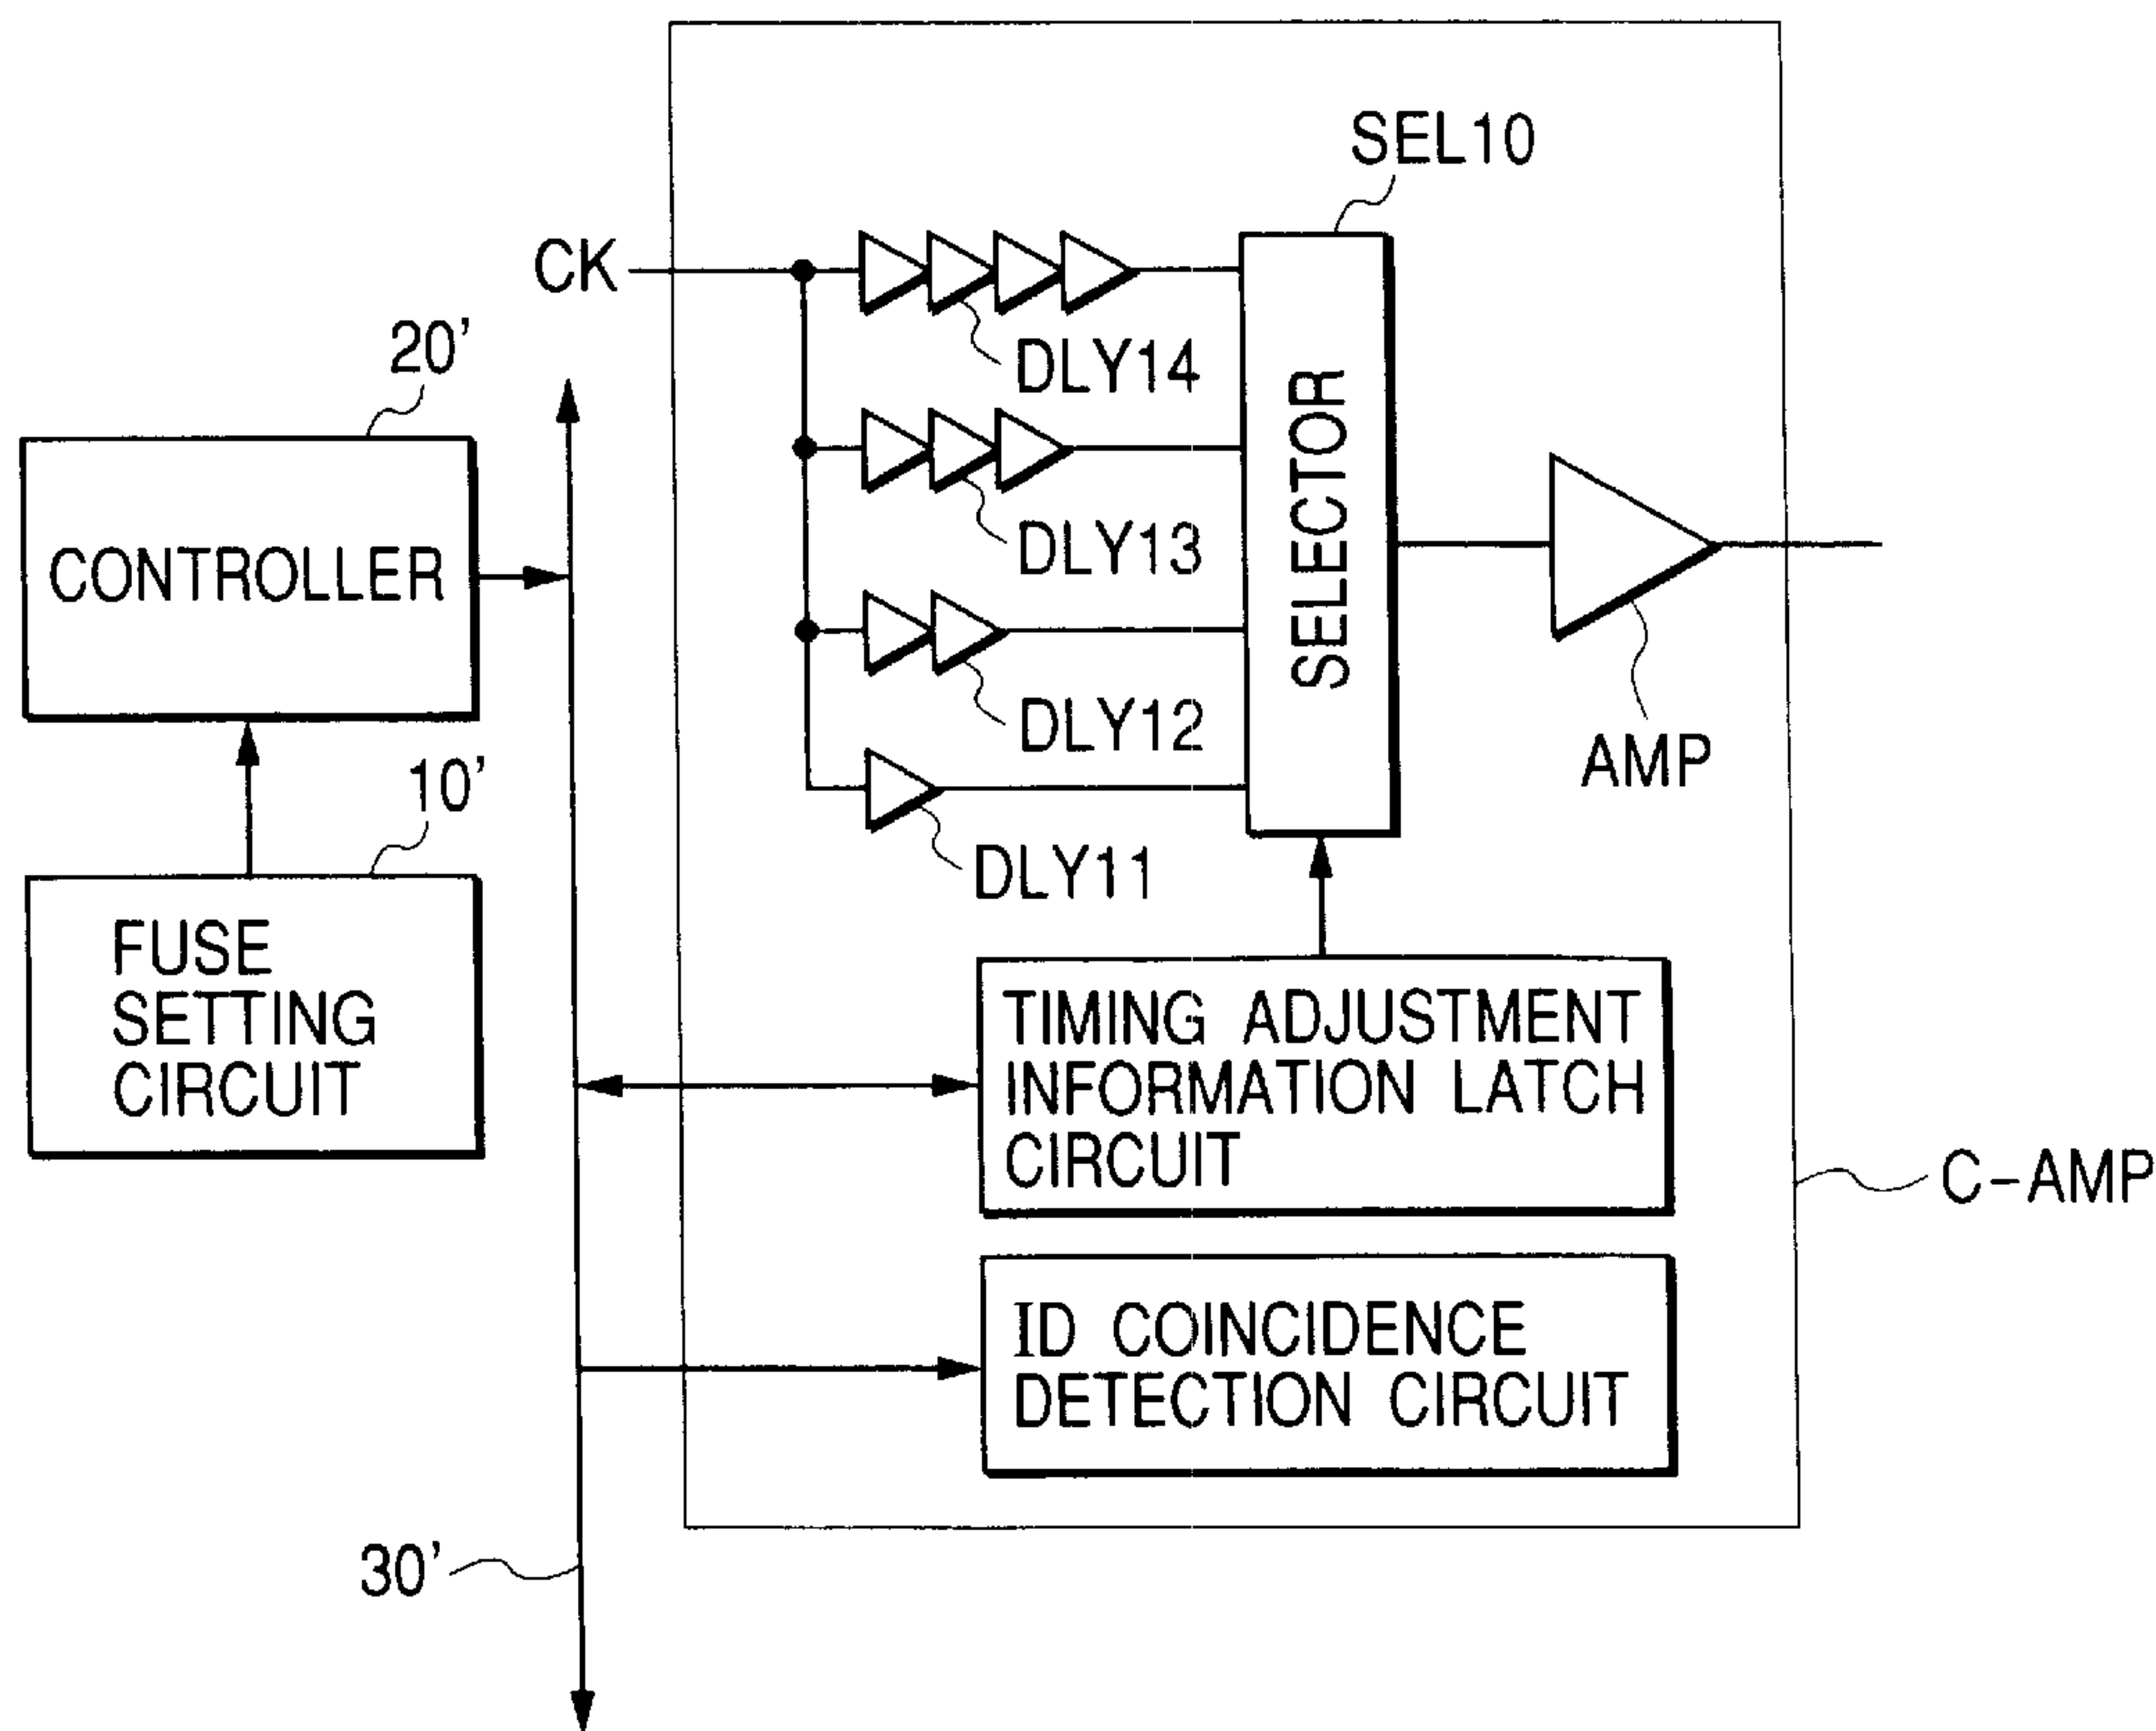 SEL10
CK
DLY14
20'
DLY13
SELECTOR
CONTROLLER
DLY12
AMP
10'
DLY11
FUSE
SETTING
CIRCUIT
TIMING ADJUSTMENT
INFORMATION LATCH
CIRCUIT
C-AMP
ID COINCIDENCE
DETECTION CIRCUIT
30'